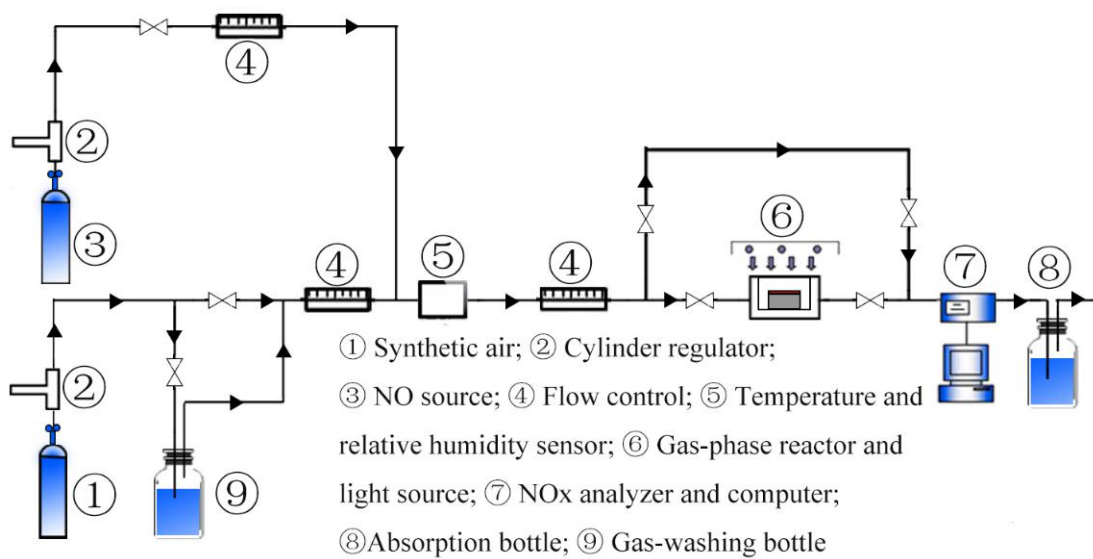 ④
②
③
④
⑤
④
⑥
⑦
⑧
②
①
⑨
① Synthetic air; ② Cylinder regulator;
③ NO source; ④ Flow control; ⑤ Temperature and
relative humidity sensor; ⑥ Gas-phase reactor and
light source; ⑦ NOx analyzer and computer;
⑧Absorption bottle; ⑨ Gas-washing bottle